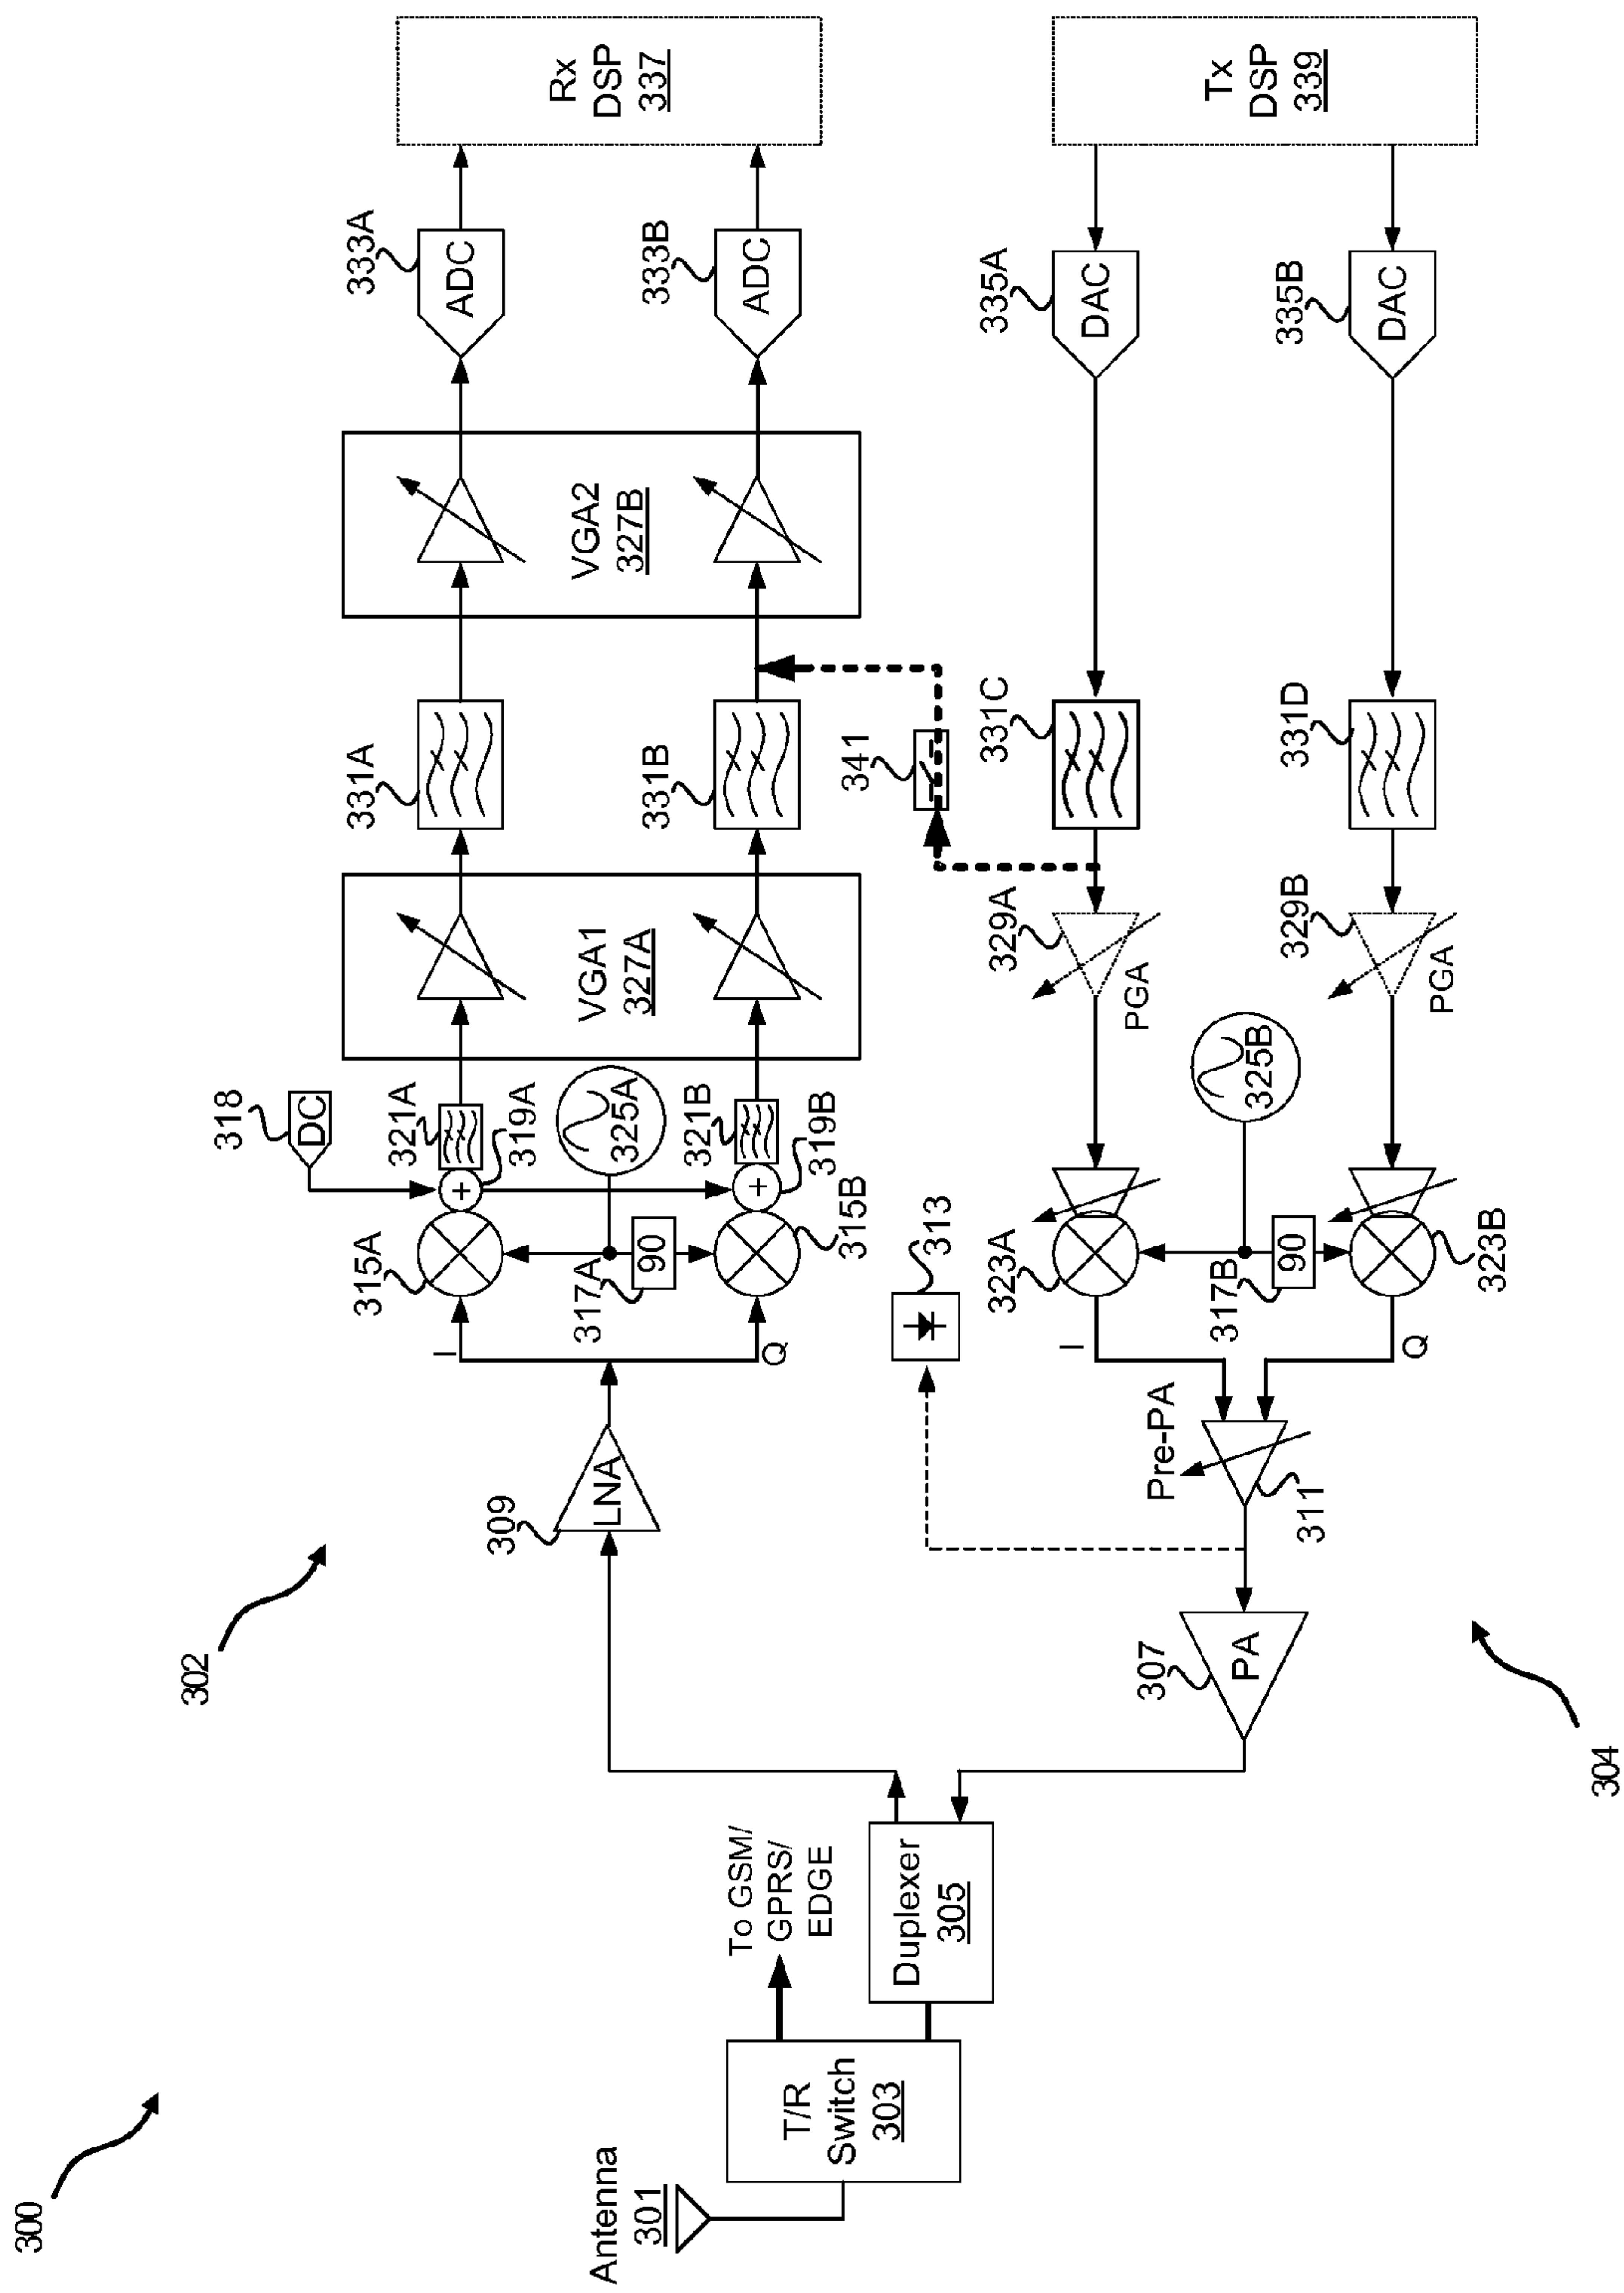 300
302
304
Antenna
301
T/R
Switch
303
To GSM/
GPRS/
EDGE
Duplexer
305
309
LNA
307
PA
Pre-PA
311
313
318
DC
I
Q
315A
315B
317A
90
319A
319B
321A
321B
325A
VGA1
327A
331A
331B
VGA2
327B
333A
ADC
333B
ADC
Rx
DSP
337
341
I
Q
323A
323B
317B
90
325B
329A
PGA
329B
PGA
331C
331D
335A
DAC
335B
DAC
Tx
DSP
339